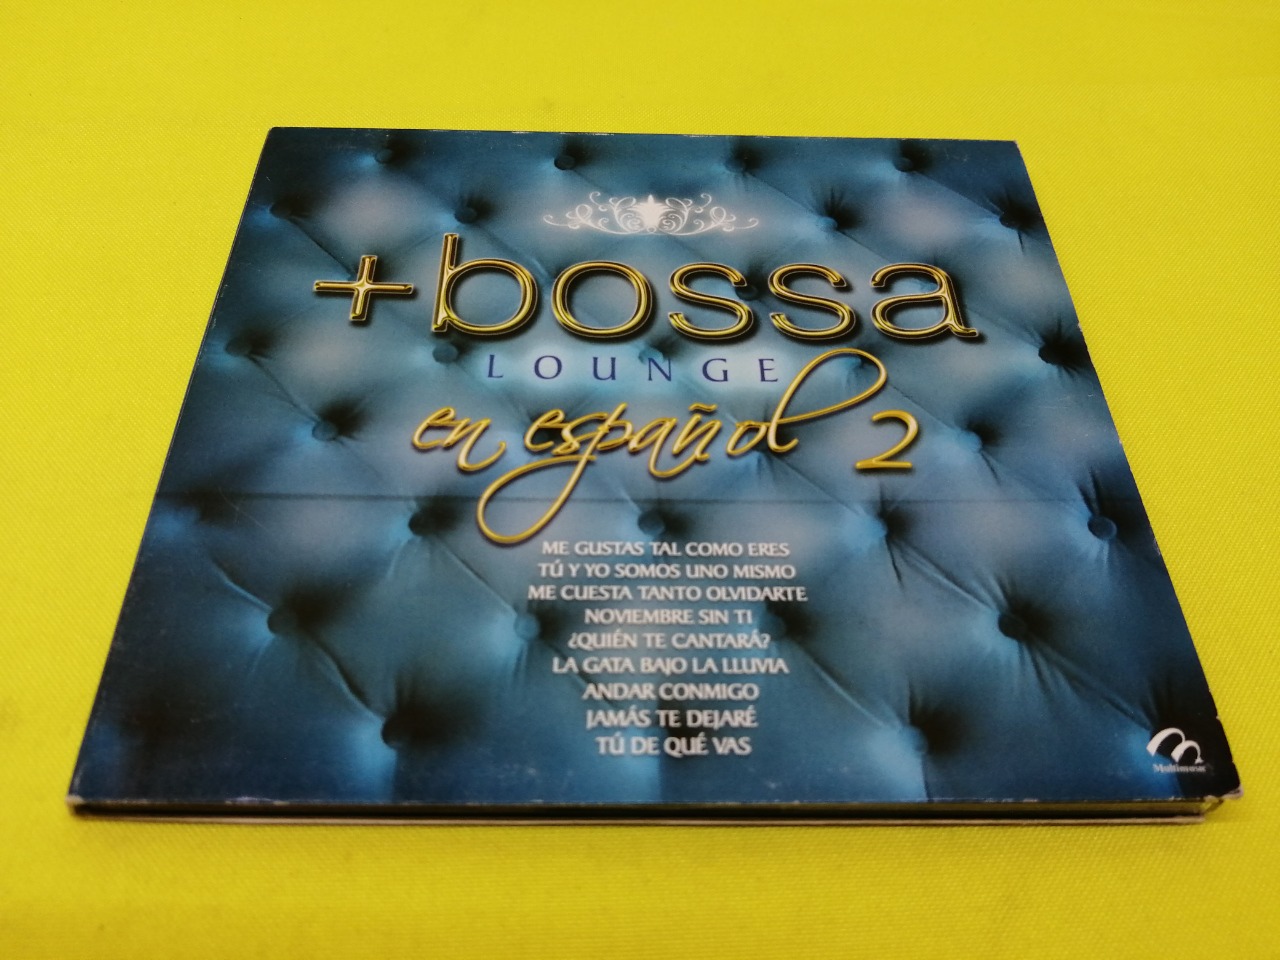 +bossa
LOUNGE
en español 2
ME GUSTAS TAL COMO ERES
TÚ Y YO SOMOS UNO MISMO
ME CUESTA TANTO OLVIDARTE
NOVIEMBRE SIN TI
¿QUIÉN TE CANTARÁ?
LA GATA BAJO LA LLUVIA
ANDAR CONMIGO
JAMÁS TE DEJARÉ
TÚ DE QUÉ VAS
Multimusic